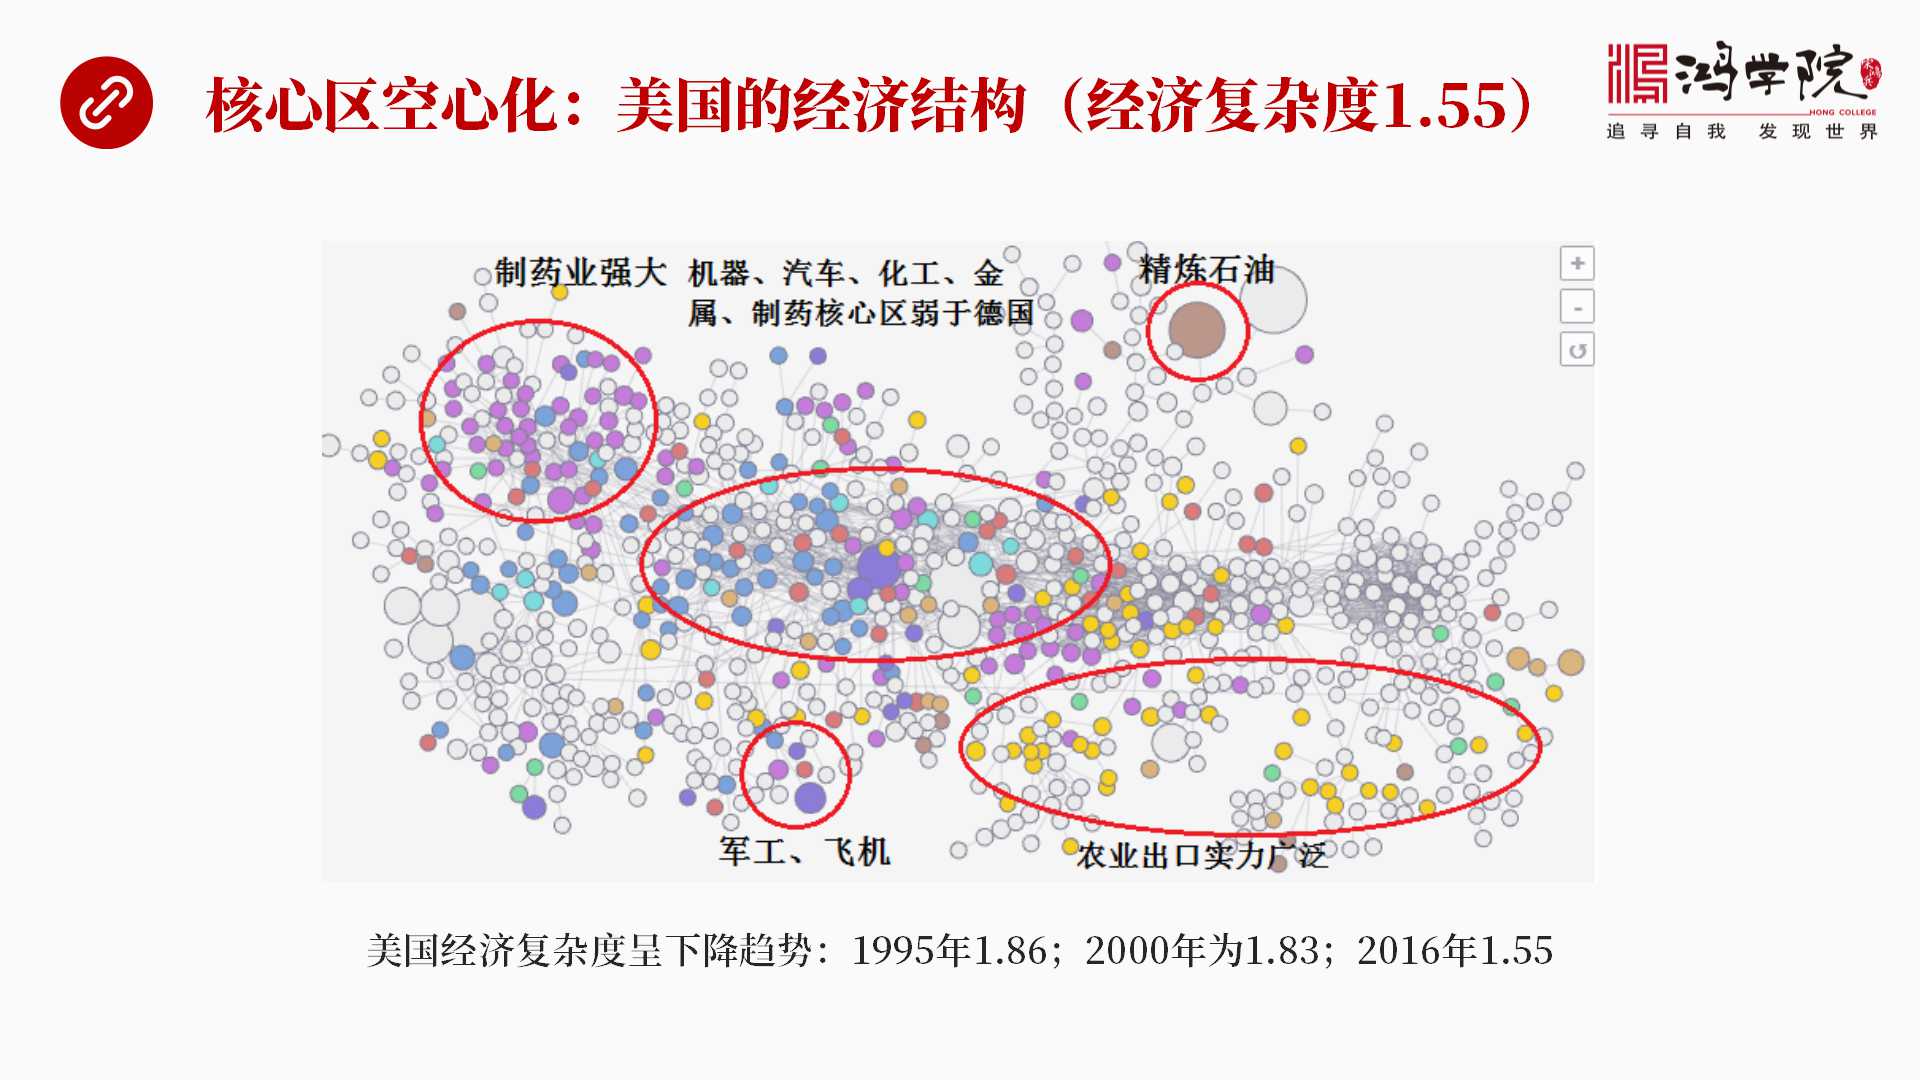 核心区空心化：美国的经济结构（经济复杂度1.55）
鸿学院
HONG COLLEGE
追寻自我 发现世界
制药业强大
机器、汽车、化工、金
属、制药核心区弱于德国
精炼石油
+
-
↺
军工、飞机
农业出口实力广泛
美国经济复杂度呈下降趋势：1995年1.86；2000年为1.83；2016年1.55